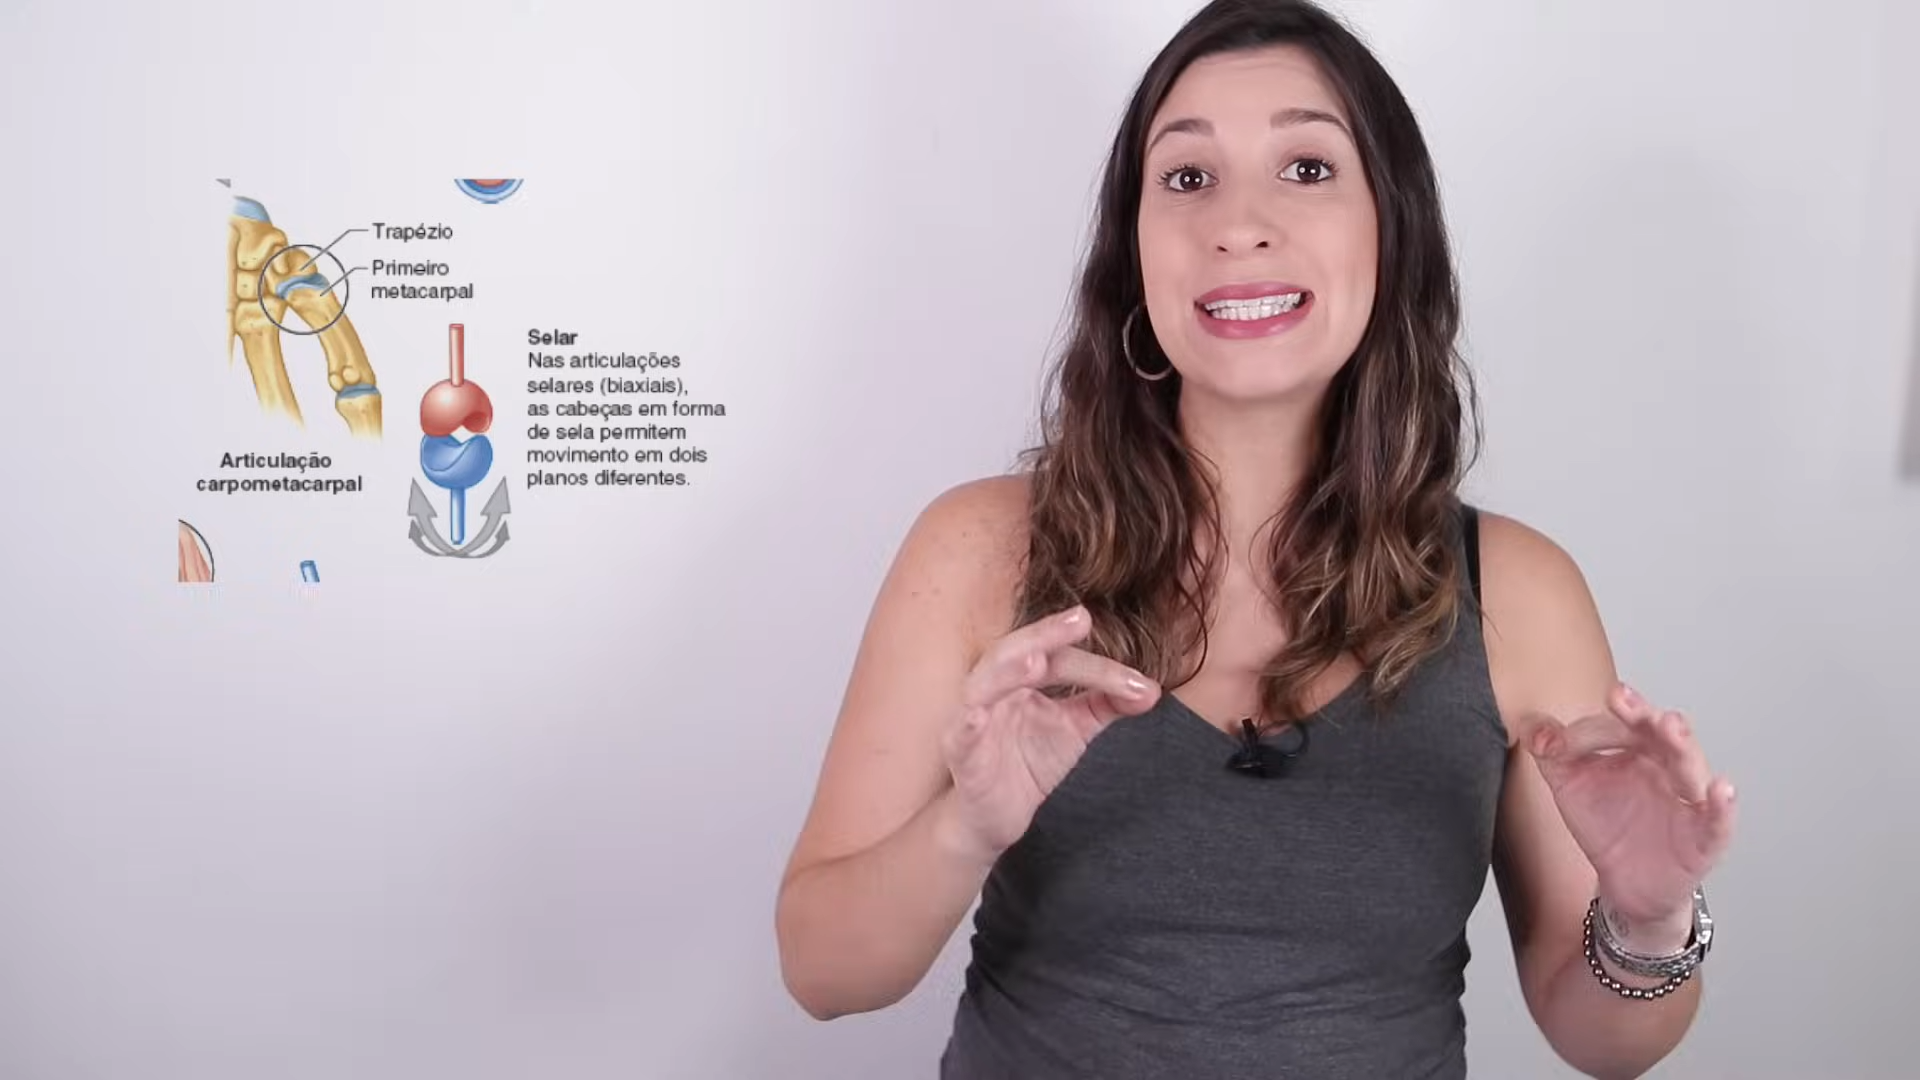 Trapézio
Primeiro
metacarpal
Selar
Nas articulações
selares (biaxiais),
as cabeças em forma
de sela permitem
movimento em dois
planos diferentes.
Articulação
carpometacarpal